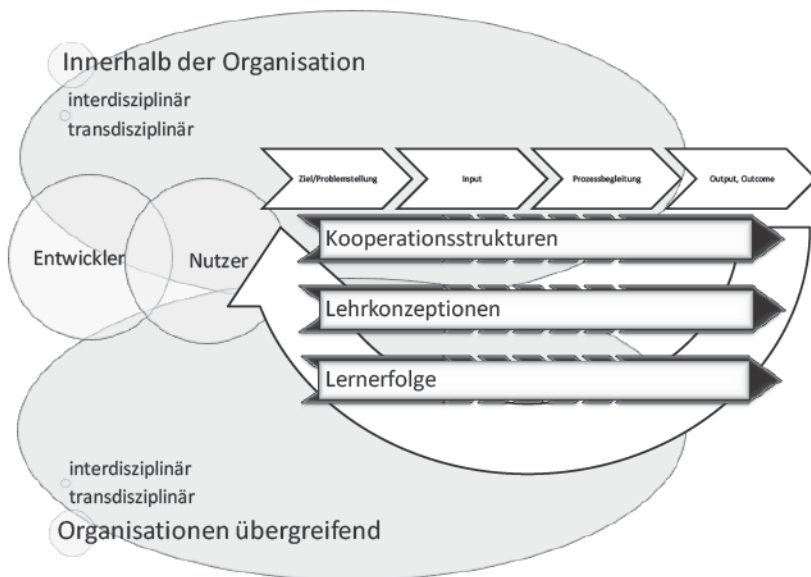 Innerhalb der Organisation
interdisziplinär
transdisziplinär
Ziel/Problemstellung
Input
Prozessbegleitung
Output, Outcome
Entwickler
Nutzer
Kooperationsstrukturen
Lehrkonzeptionen
Lernerfolge
interdisziplinär
transdisziplinär
Organisationen übergreifend